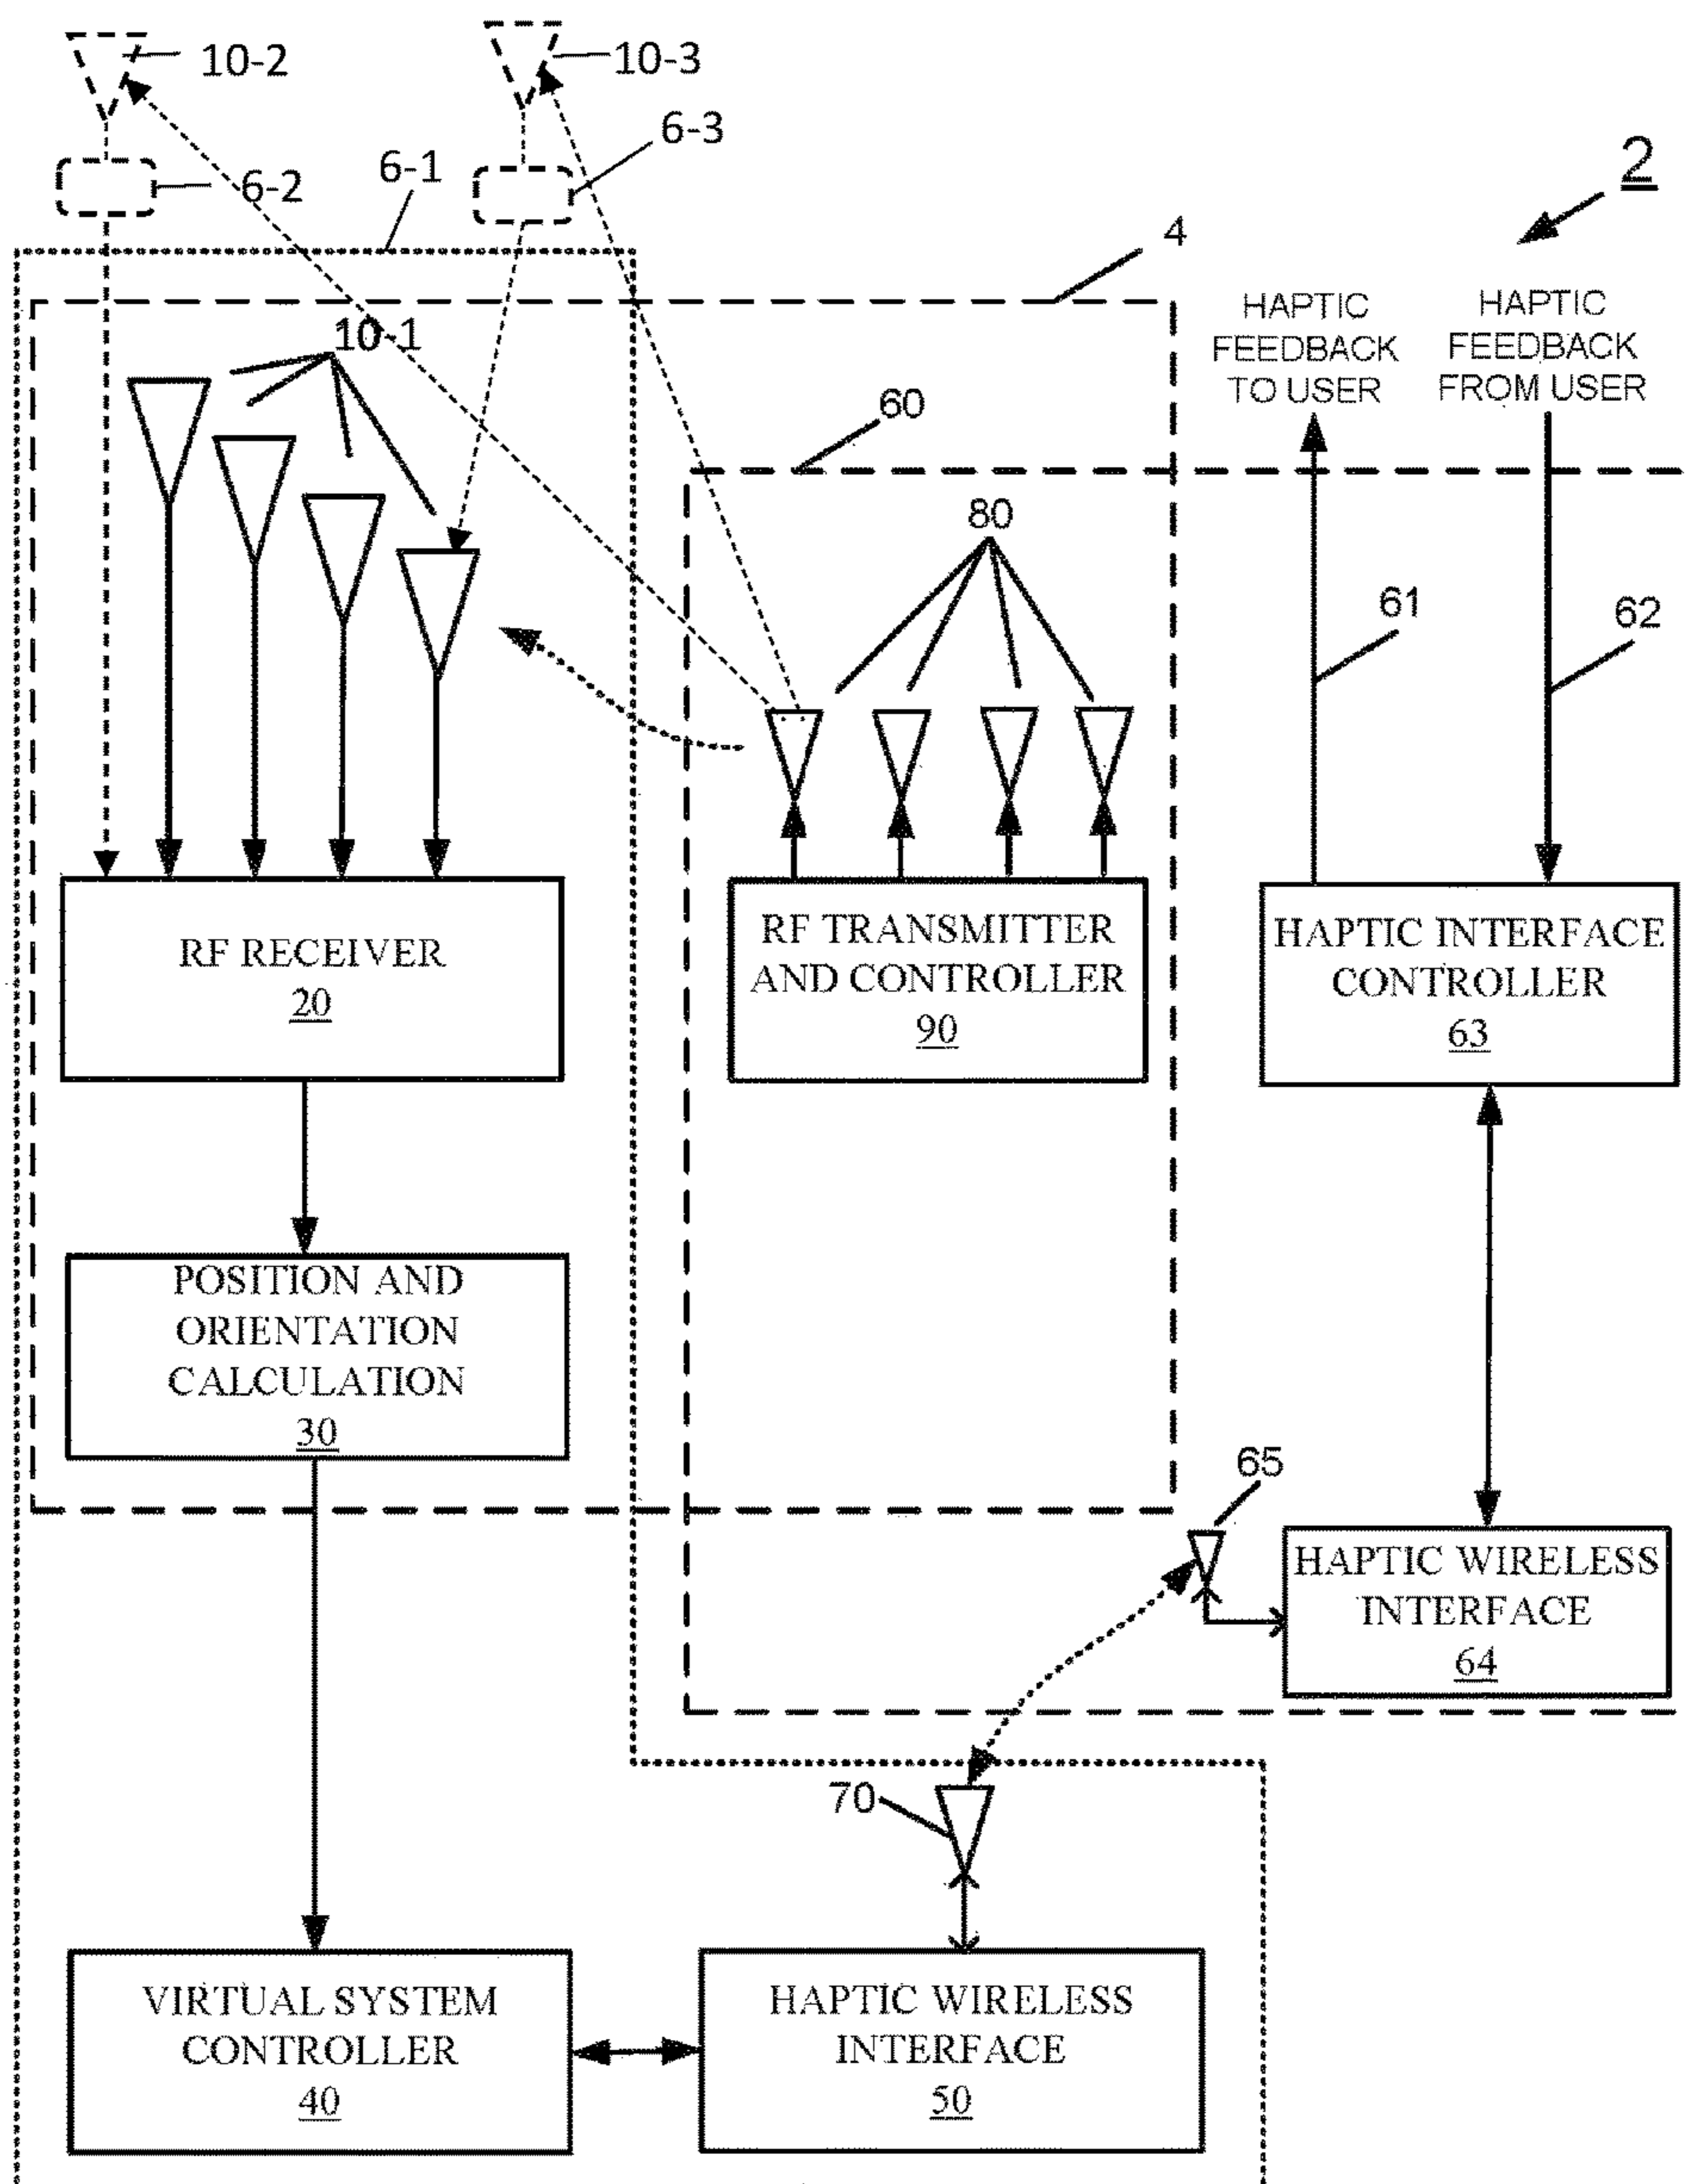 10-2
10-3
6-3
6-1
6-2
2
4
HAPTIC
FEEDBACK
TO USER
HAPTIC
FEEDBACK
FROM USER
10-1
60
80
61
62
RF RECEIVER
20
RF TRANSMITTER
AND CONTROLLER
90
HAPTIC INTERFACE
CONTROLLER
63
POSITION AND
ORIENTATION
CALCULATION
30
65
HAPTIC WIRELESS
INTERFACE
64
70
VIRTUAL SYSTEM
CONTROLLER
40
HAPTIC WIRELESS
INTERFACE
50